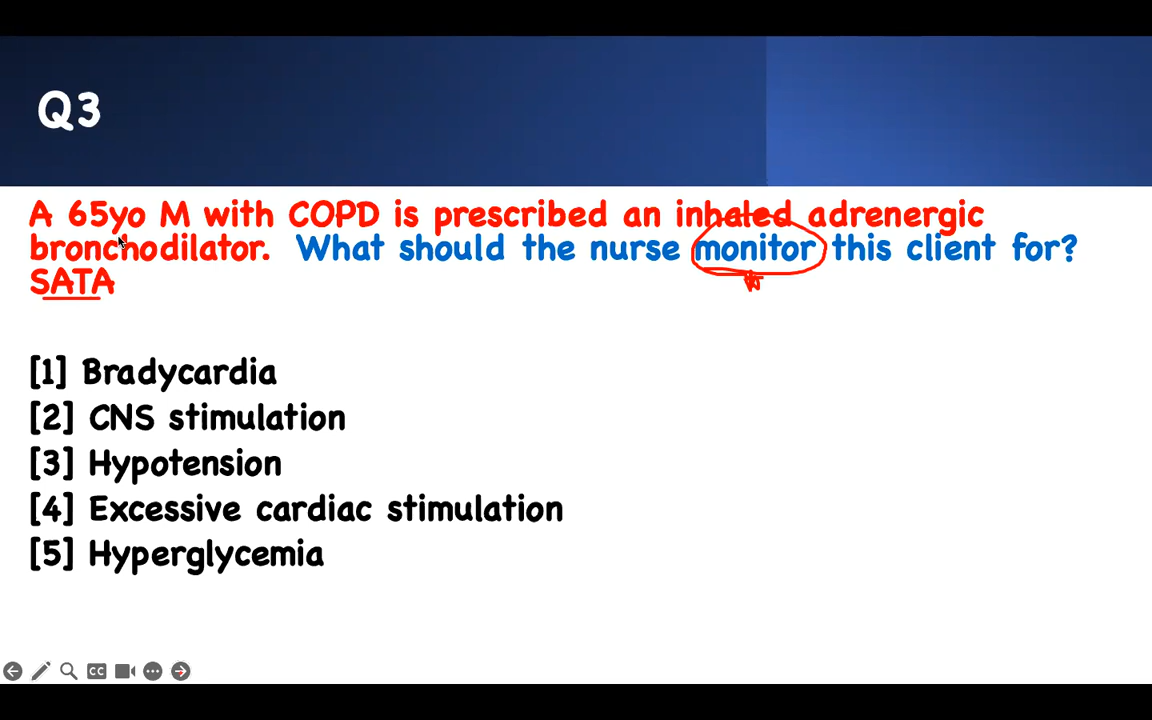 Q3
A 65yo M with COPD is prescribed an inhaled adrenergic
bronchodilator. What should the nurse monitor this client for?
SATA
[1] Bradycardia
[2] CNS stimulation
[3] Hypotension
[4] Excessive cardiac stimulation
[5] Hyperglycemia
CC